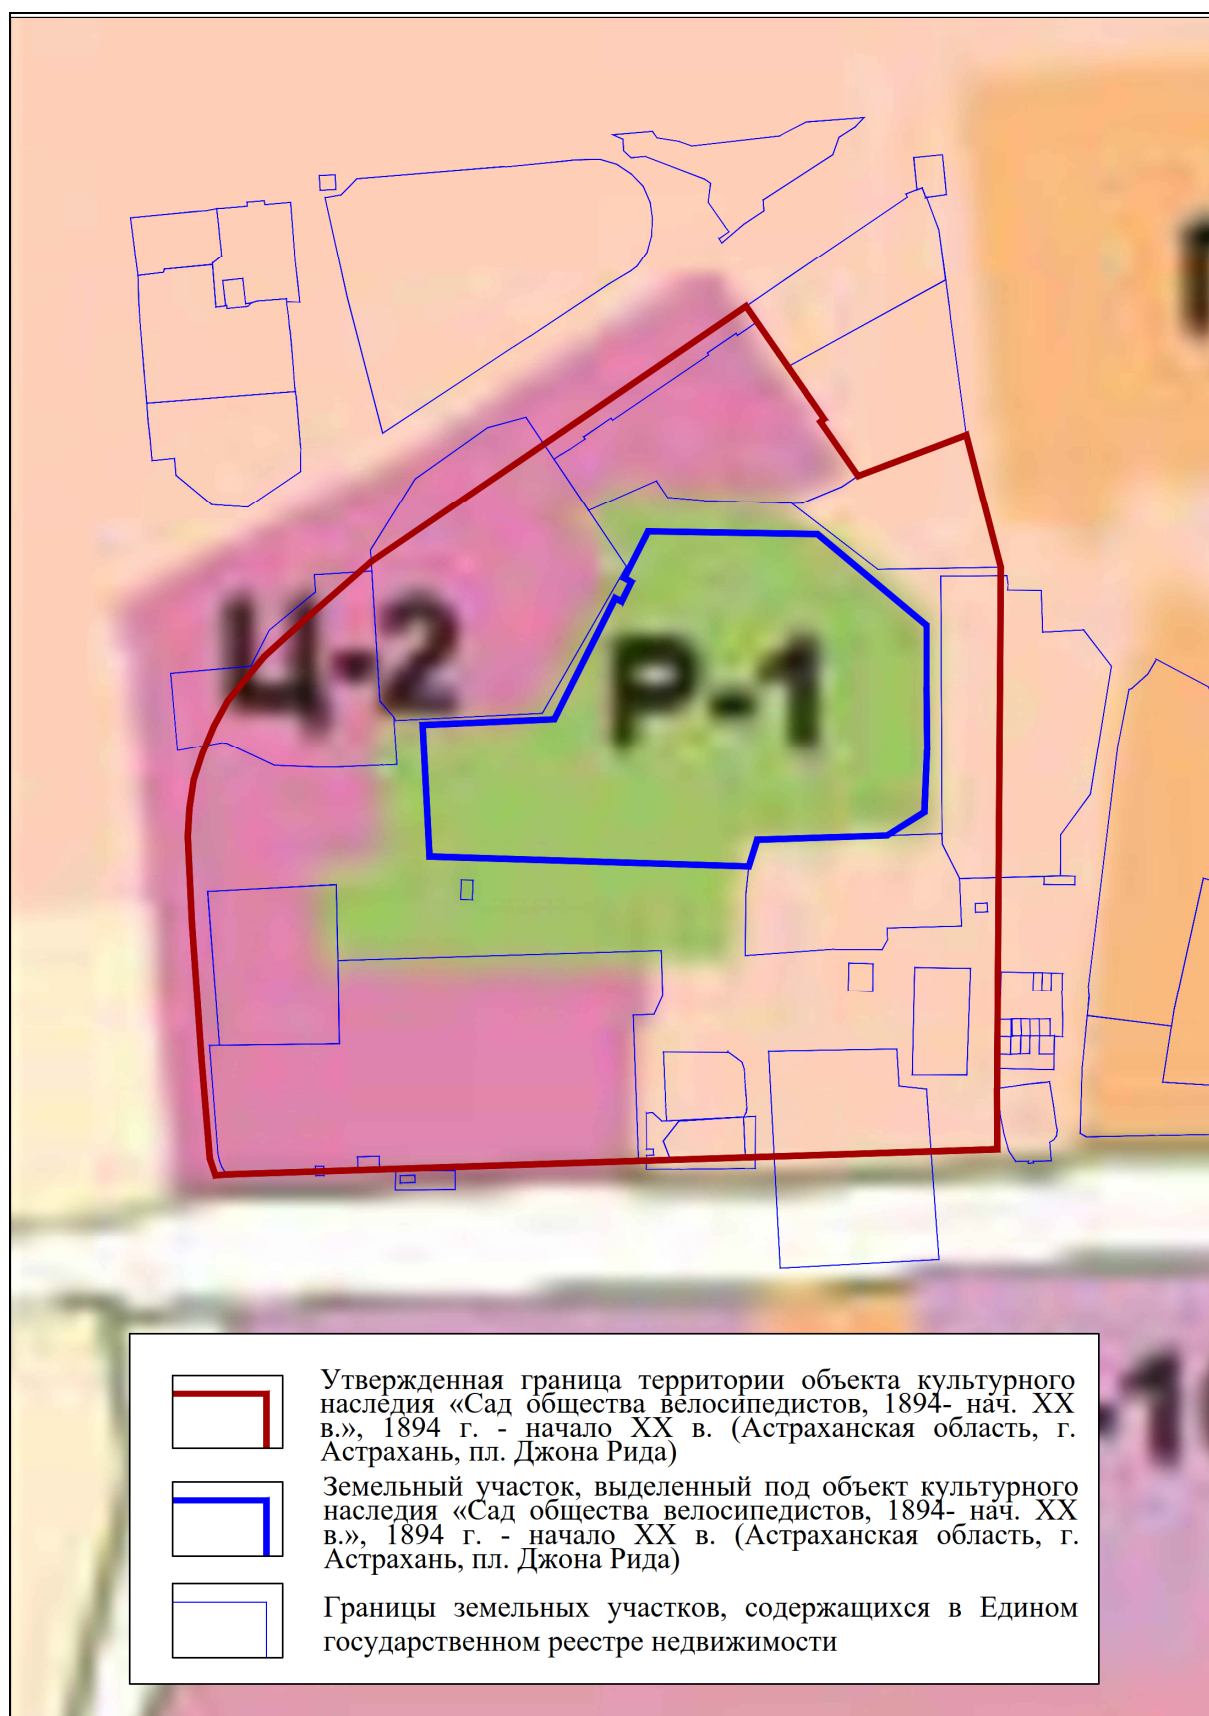 Ц-2
Р-1
Утвержденная граница территории объекта культурного
наследия «Сад общества велосипедистов, 1894- нач. XX
в.», 1894 г. - начало XX в. (Астраханская область, г.
Астрахань, пл. Джона Рида)
Земельный участок, выделенный под объект культурного
наследия «Сад общества велосипедистов, 1894- нач. XX
в.», 1894 г. - начало XX в. (Астраханская область, г.
Астрахань, пл. Джона Рида)
Границы земельных участков, содержащихся в Едином
государственном реестре недвижимости